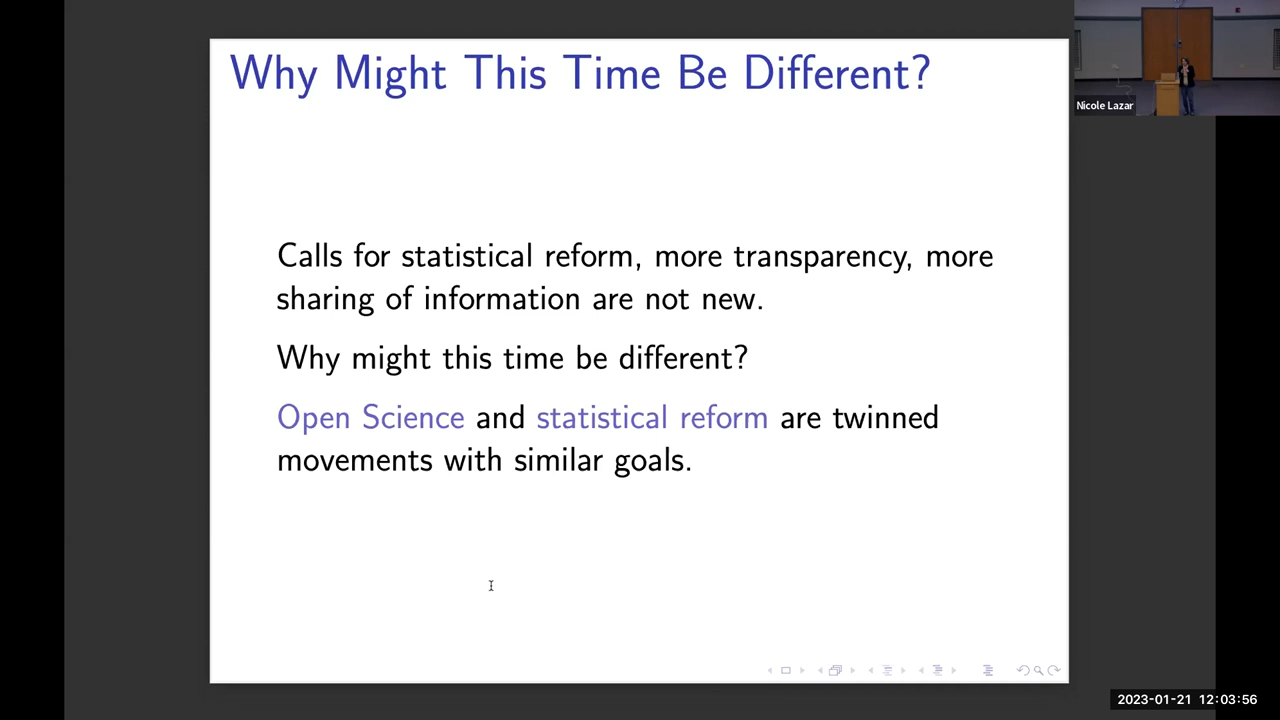 Why Might This Time Be Different?
Nicole Lazar
Calls for statistical reform, more transparency, more
sharing of information are not new.
Why might this time be different?
Open Science and statistical reform are twinned
movements with similar goals.
2023-01-21 12:03:56